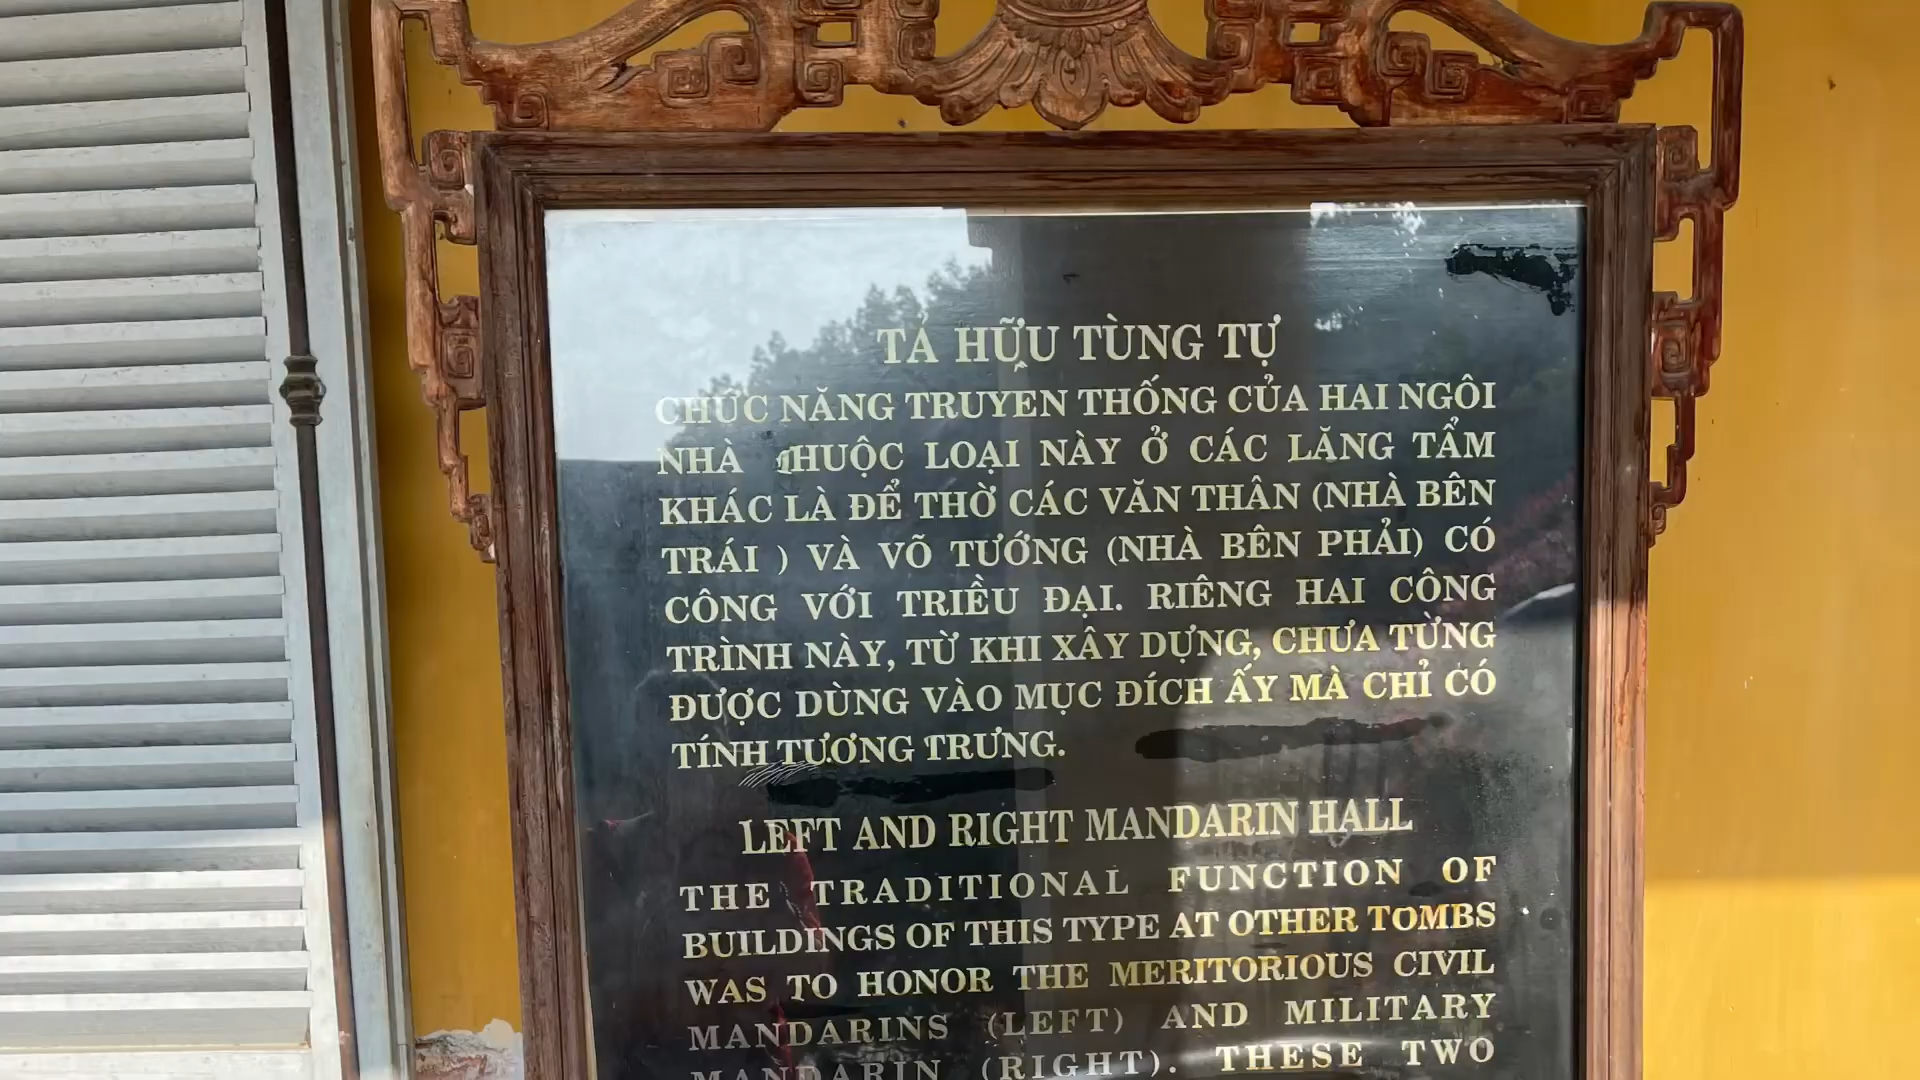 TẢ HỮU TÙNG TỰ
CHỨC NĂNG TRUYEN THỐNG CỦA HAI NGÔI
NHÀ THUỘC LOẠI NÀY Ở CÁC LĂNG TẨM
KHÁC LÀ ĐỂ THỜ CÁC VĂN THÂN (NHÀ BÊN
TRÁI ) VÀ VÕ TƯỚNG (NHÀ BÊN PHẢI) CÓ
CÔNG VỚI TRIỀU ĐẠI. RIÊNG HAI CÔNG
TRÌNH NÀY, TỪ KHI XÂY DỰNG, CHƯA TỪNG
ĐƯỢC DÙNG VÀO MỤC ĐÍCH ẤY MÀ CHỈ CÓ
TÍNH TƯƠNG TRƯNG.
LEFT AND RIGHT MANDARIN HALL
THE TRADITIONAL FUNCTION OF
BUILDINGS OF THIS TYPE AT OTHER TOMBS
WAS TO HONOR THE MERITORIOUS CIVIL
MANDARINS (LEFT) AND MILITARY
MANDARIN (RIGHT). THESE TWO